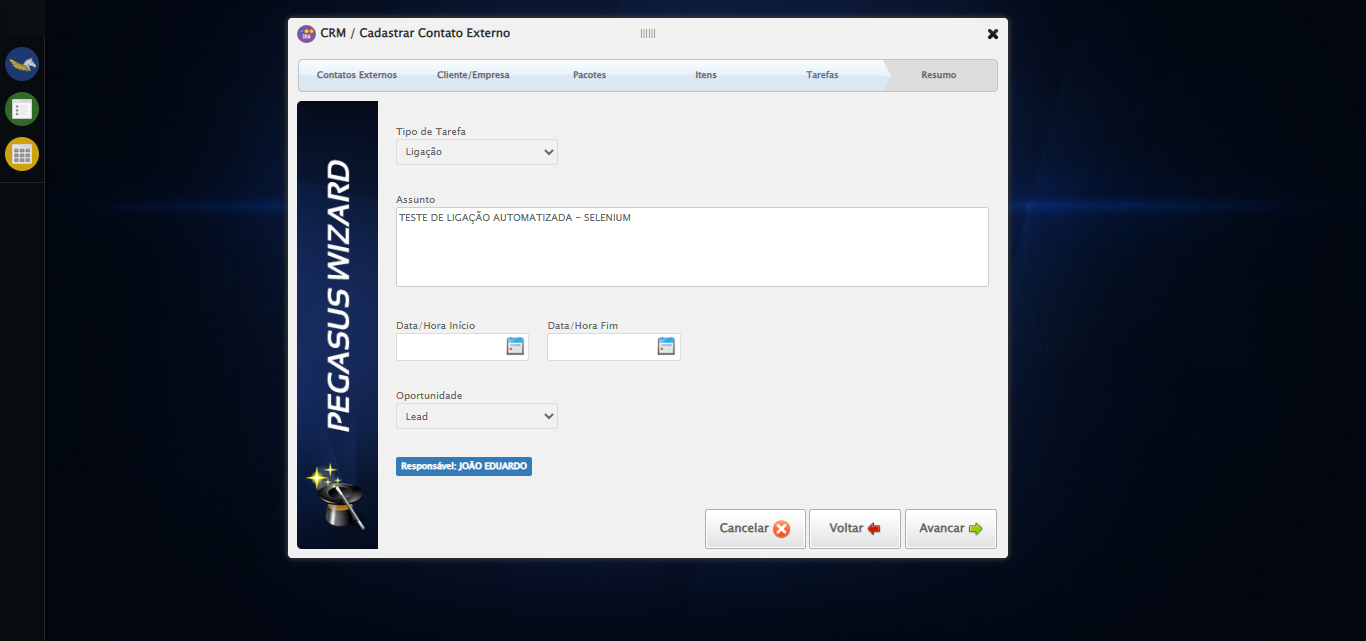 CRM / Cadastrar Contato Externo
Contatos Externos
Cliente/Empresa
Pacotes
Itens
Tarefas
Resumo
PEGASUS WIZARD
Tipo de Tarefa
Ligação
Assunto
TESTE DE LIGAÇÃO AUTOMATIZADA - SELENIUM
Data/Hora Início
Data/Hora Fim
Oportunidade
Lead
Responsável: JOÃO EDUARDO
Cancelar
Voltar
Avancar